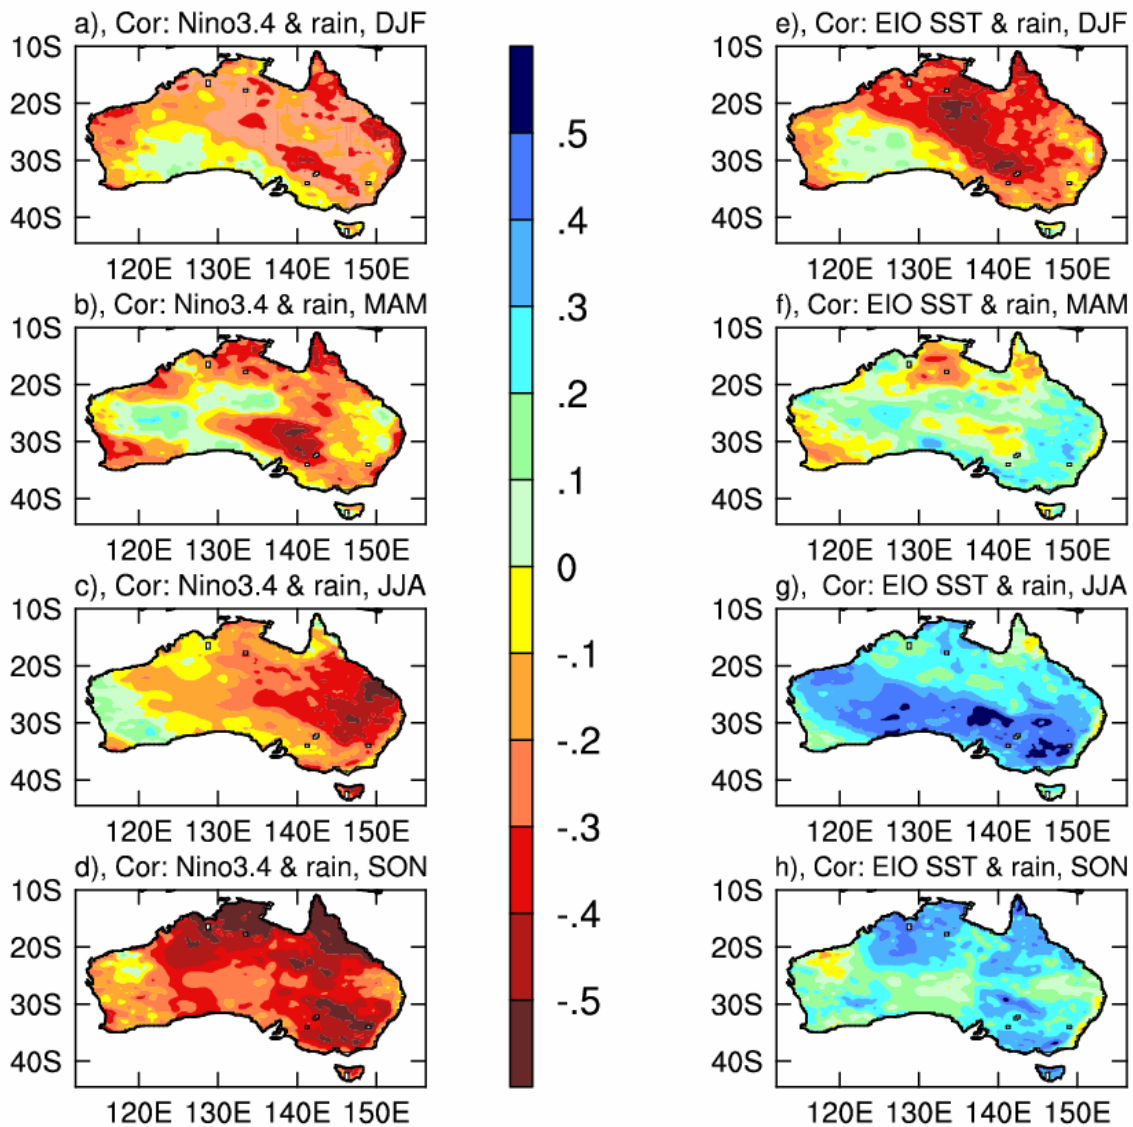 a), Cor: Nino3.4 & rain, DJF
10S
20S
30S
40S
120E 130E 140E 150E
b), Cor: Nino3.4 & rain, MAM
10S
20S
30S
40S
120E 130E 140E 150E
c), Cor: Nino3.4 & rain, JJA
10S
20S
30S
40S
120E 130E 140E 150E
d), Cor: Nino3.4 & rain, SON
10S
20S
30S
40S
120E 130E 140E 150E
.5
.4
.3
.2
.1
0
-.1
-.2
-.3
-.4
-.5
e), Cor: EIO SST & rain, DJF
10S
20S
30S
40S
120E 130E 140E 150E
f), Cor: EIO SST & rain, MAM
10S
20S
30S
40S
120E 130E 140E 150E
g), Cor: EIO SST & rain, JJA
10S
20S
30S
40S
120E 130E 140E 150E
h), Cor: EIO SST & rain, SON
10S
20S
30S
40S
120E 130E 140E 150E